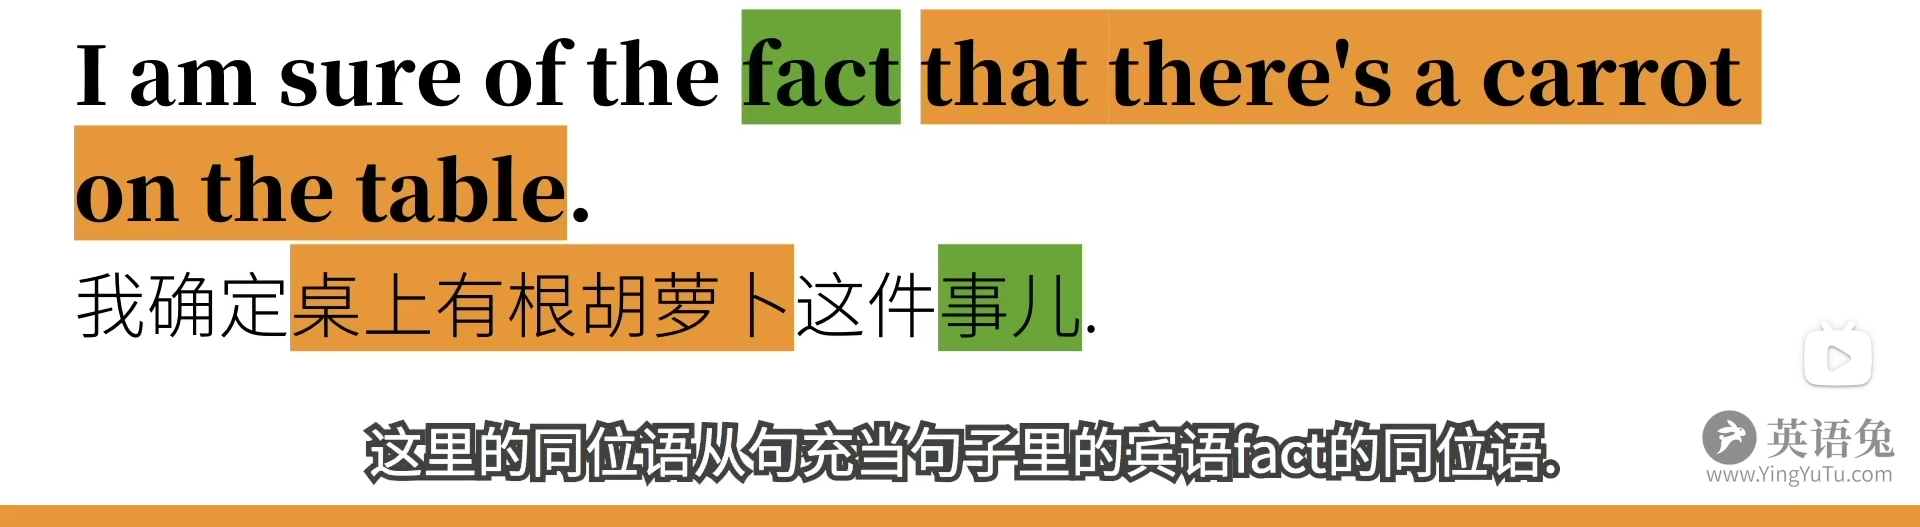 I am sure of the fact that there's a carrot
on the table.
我确定桌上有根胡萝卜这件事儿.
这里的同位语从句充当句子里的宾语fact的同位语.
英语兔
www.YingYuTu.com